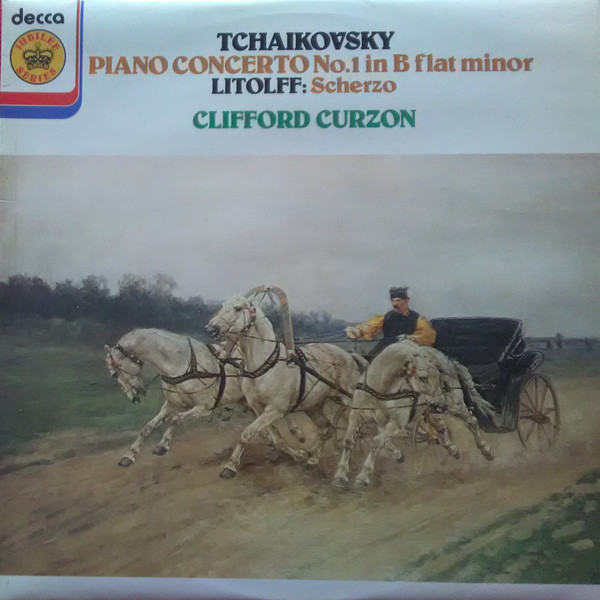 decca
JUBILEE
SERIES
TCHAIKOVSKY
PIANO CONCERTO No.1 in B flat minor
LITOLFF: Scherzo
CLIFFORD CURZON